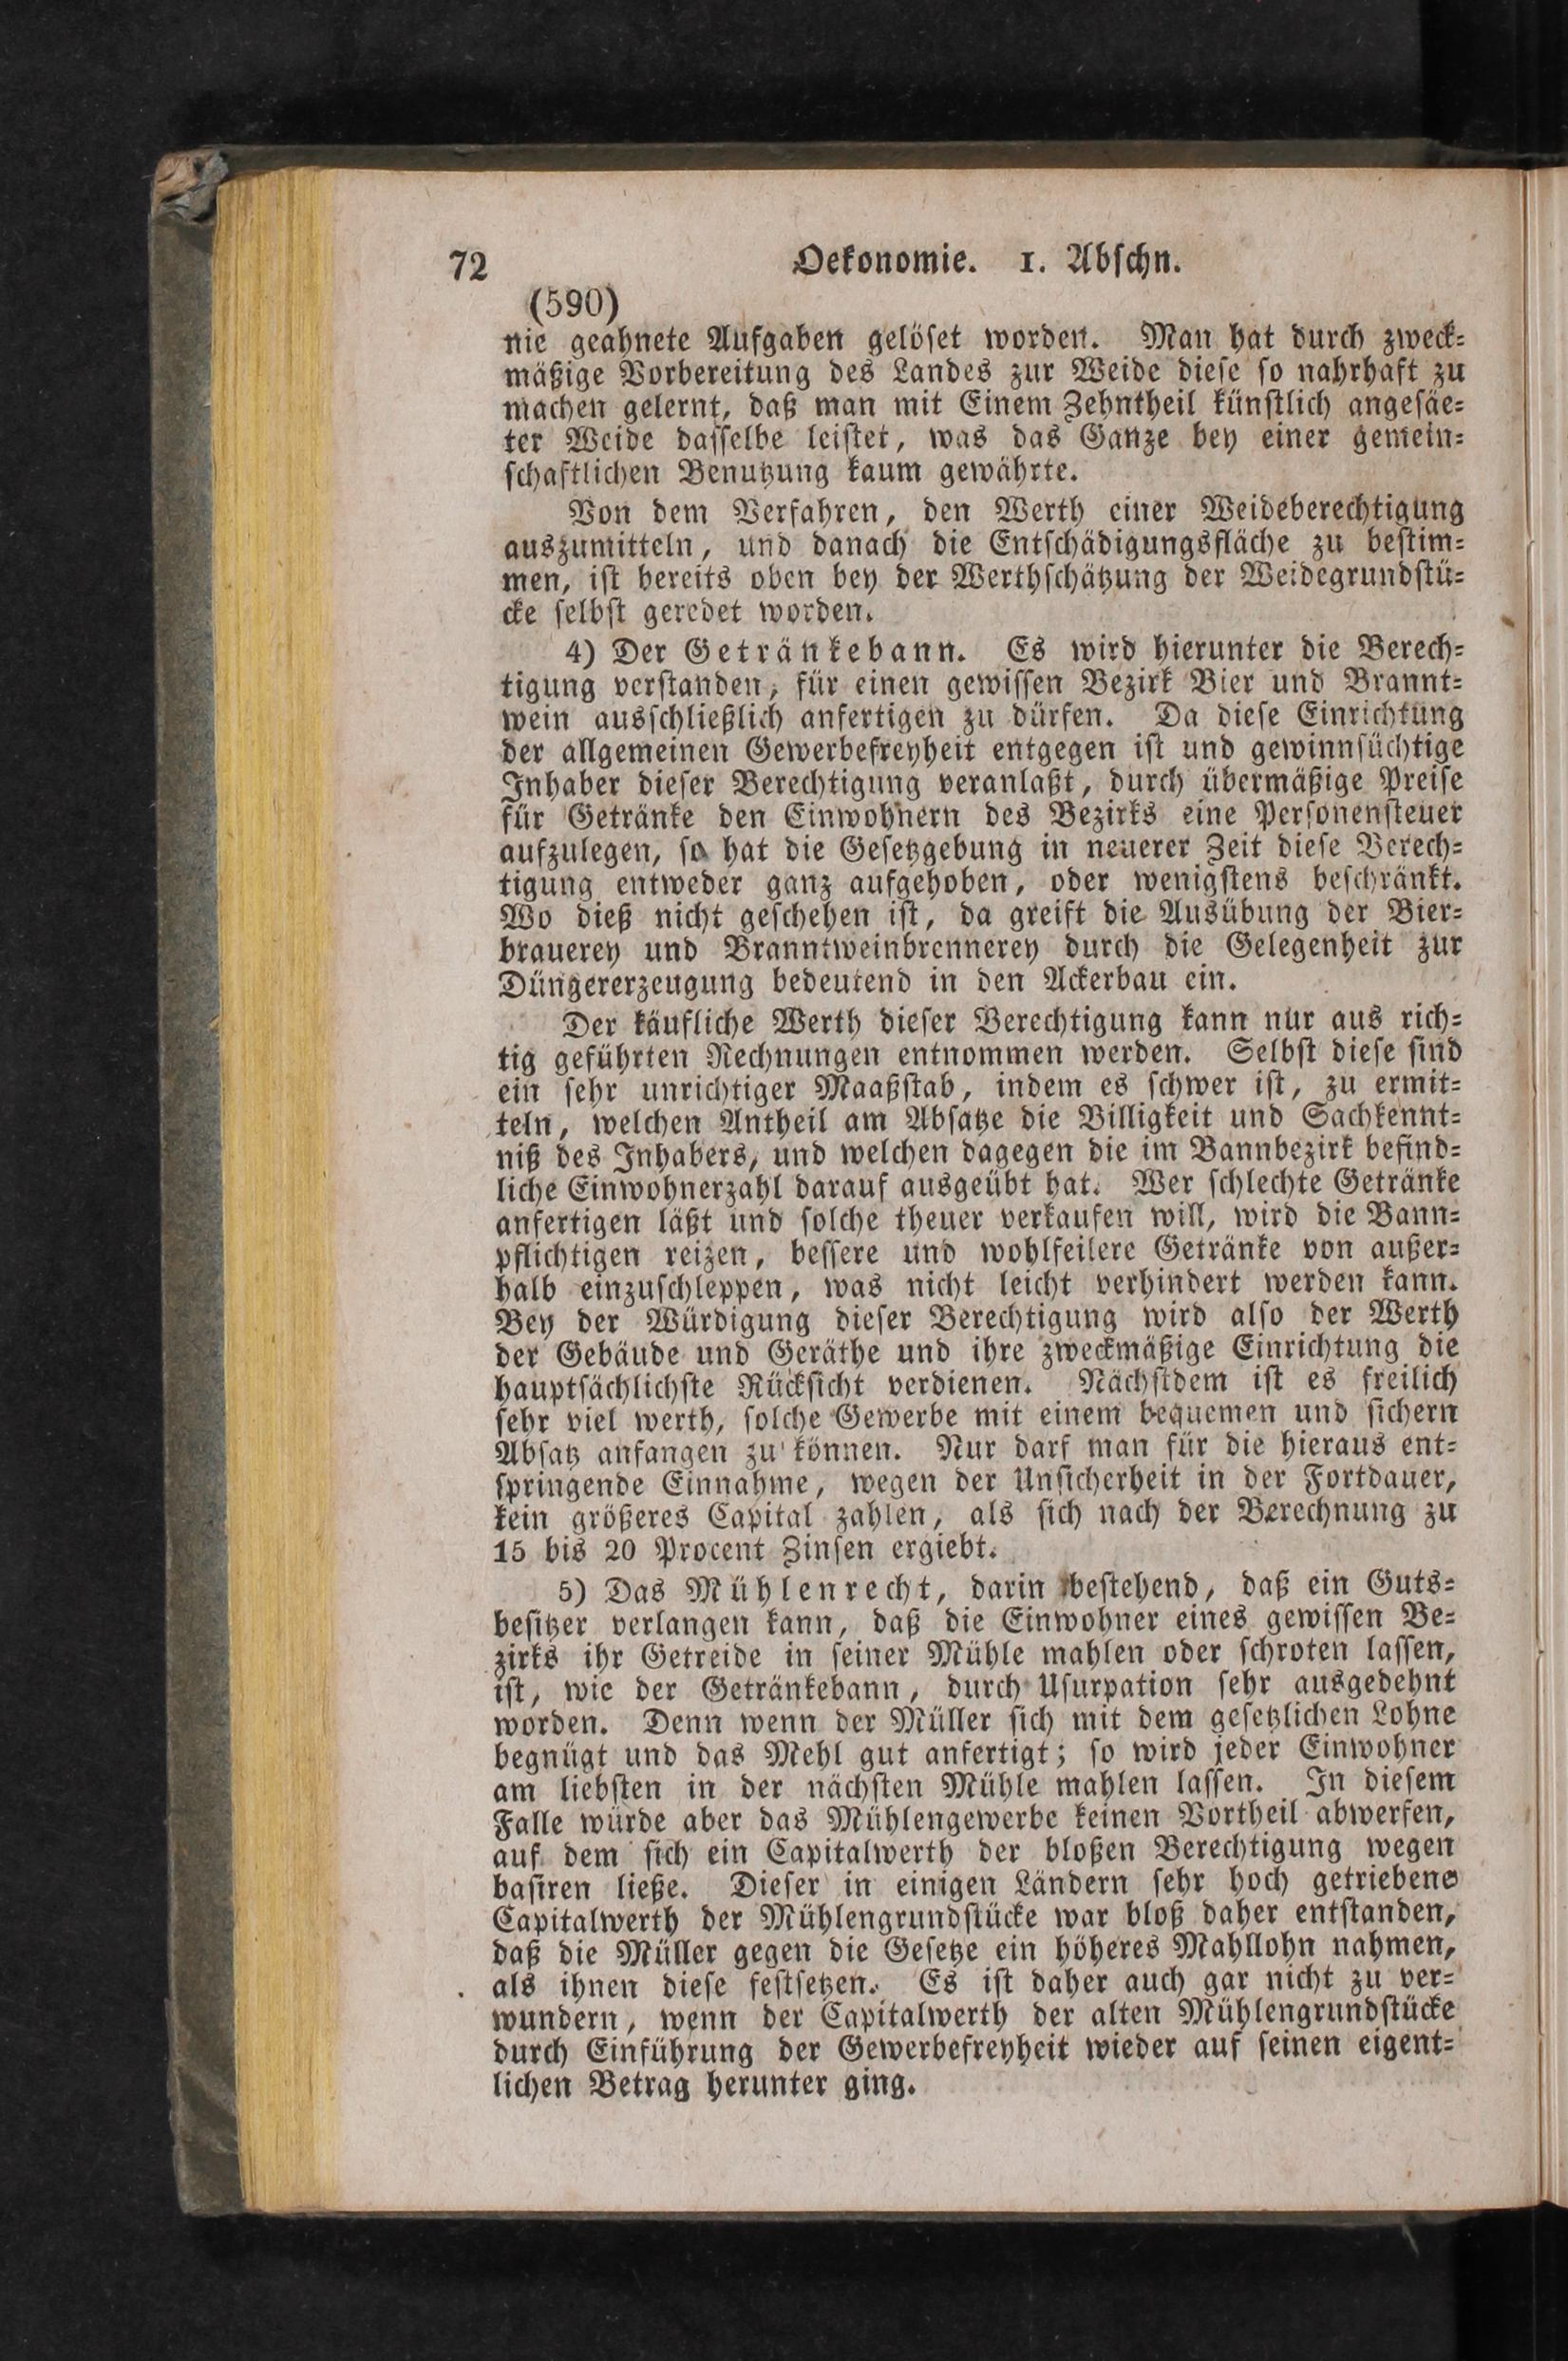 72 Oekonomie. 1. Abschn.
(590)
nie geahnete Aufgaben gelöset worden. Man hat durch zweck-
mäßige Vorbereitung des Landes zur Weide diese so nahrhaft zu
machen gelernt, daß man mit Einem Zehntheil künstlich angesäe-
ter Weide dasselbe leistet, was das Ganze bey einer gemein-
schaftlichen Benutzung kaum gewährte.
Von dem Verfahren, den Werth einer Weideberechtigung
auszumitteln, und danach die Entschädigungsfläche zu bestim-
men, ist bereits oben bey der Werthschätzung der Weidegrundstü-
cke selbst geredet worden.
4) Der Getränkebann. Es wird hierunter die Berech-
tigung verstanden, für einen gewissen Bezirk Bier und Brannt-
wein ausschließlich anfertigen zu dürfen. Da diese Einrichtung
der allgemeinen Gewerbefreyheit entgegen ist und gewinnsüchtige
Inhaber dieser Berechtigung veranlaßt, durch übermäßige Preise
für Getränke den Einwohnern des Bezirks eine Personensteuer
aufzulegen, so hat die Gesetzgebung in neuerer Zeit diese Berech-
tigung entweder ganz aufgehoben, oder wenigstens beschränkt.
Wo dieß nicht geschehen ist, da greift die Ausübung der Bier-
brauerey und Branntweinbrennerey durch die Gelegenheit zur
Düngererzeugung bedeutend in den Ackerbau ein.
Der käufliche Werth dieser Berechtigung kann nur aus rich-
tig geführten Rechnungen entnommen werden. Selbst diese sind
ein sehr unrichtiger Maaßstab, indem es schwer ist, zu ermit-
teln, welchen Antheil am Absatze die Billigkeit und Sachkennt-
niß des Inhabers, und welchen dagegen die im Bannbezirk befind-
liche Einwohnerzahl darauf ausgeübt hat. Wer schlechte Getränke
anfertigen läßt und solche theuer verkaufen will, wird die Bann-
pflichtigen reizen, bessere und wohlfeilere Getränke von außer-
halb einzuschleppen, was nicht leicht verhindert werden kann.
Bey der Würdigung dieser Berechtigung wird also der Werth
der Gebäude und Geräthe und ihre zweckmäßige Einrichtung die
hauptsächlichste Rücksicht verdienen. Nächstdem ist es freilich
sehr viel werth, solche Gewerbe mit einem bequemen und sichern
Absatz anfangen zu können. Nur darf man für die hieraus ent-
springende Einnahme, wegen der Unsicherheit in der Fortdauer,
kein größeres Capital zahlen, als sich nach der Berechnung zu
15 bis 20 Procent Zinsen ergiebt.
5) Das Mühlenrecht, darin bestehend, daß ein Guts-
besitzer verlangen kann, daß die Einwohner eines gewissen Be-
zirks ihr Getreide in seiner Mühle mahlen oder schroten lassen,
ist, wie der Getränkebann, durch Usurpation sehr ausgedehnt
worden. Denn wenn der Müller sich mit dem gesetzlichen Lohne
begnügt und das Mehl gut anfertigt; so wird jeder Einwohner
am liebsten in der nächsten Mühle mahlen lassen. In diesem
Falle würde aber das Mühlengewerbe keinen Vortheil abwerfen,
auf dem sich ein Capitalwerth der bloßen Berechtigung wegen
basiren ließe. Dieser in einigen Ländern sehr hoch getriebene
Capitalwerth der Mühlengrundstücke war bloß daher entstanden,
daß die Müller gegen die Gesetze ein höheres Mahllohn nahmen,
als ihnen diese festsetzen. Es ist daher auch gar nicht zu ver-
wundern, wenn der Capitalwerth der alten Mühlengrundstücke
durch Einführung der Gewerbefreyheit wieder auf seinen eigent-
lichen Betrag herunter ging.